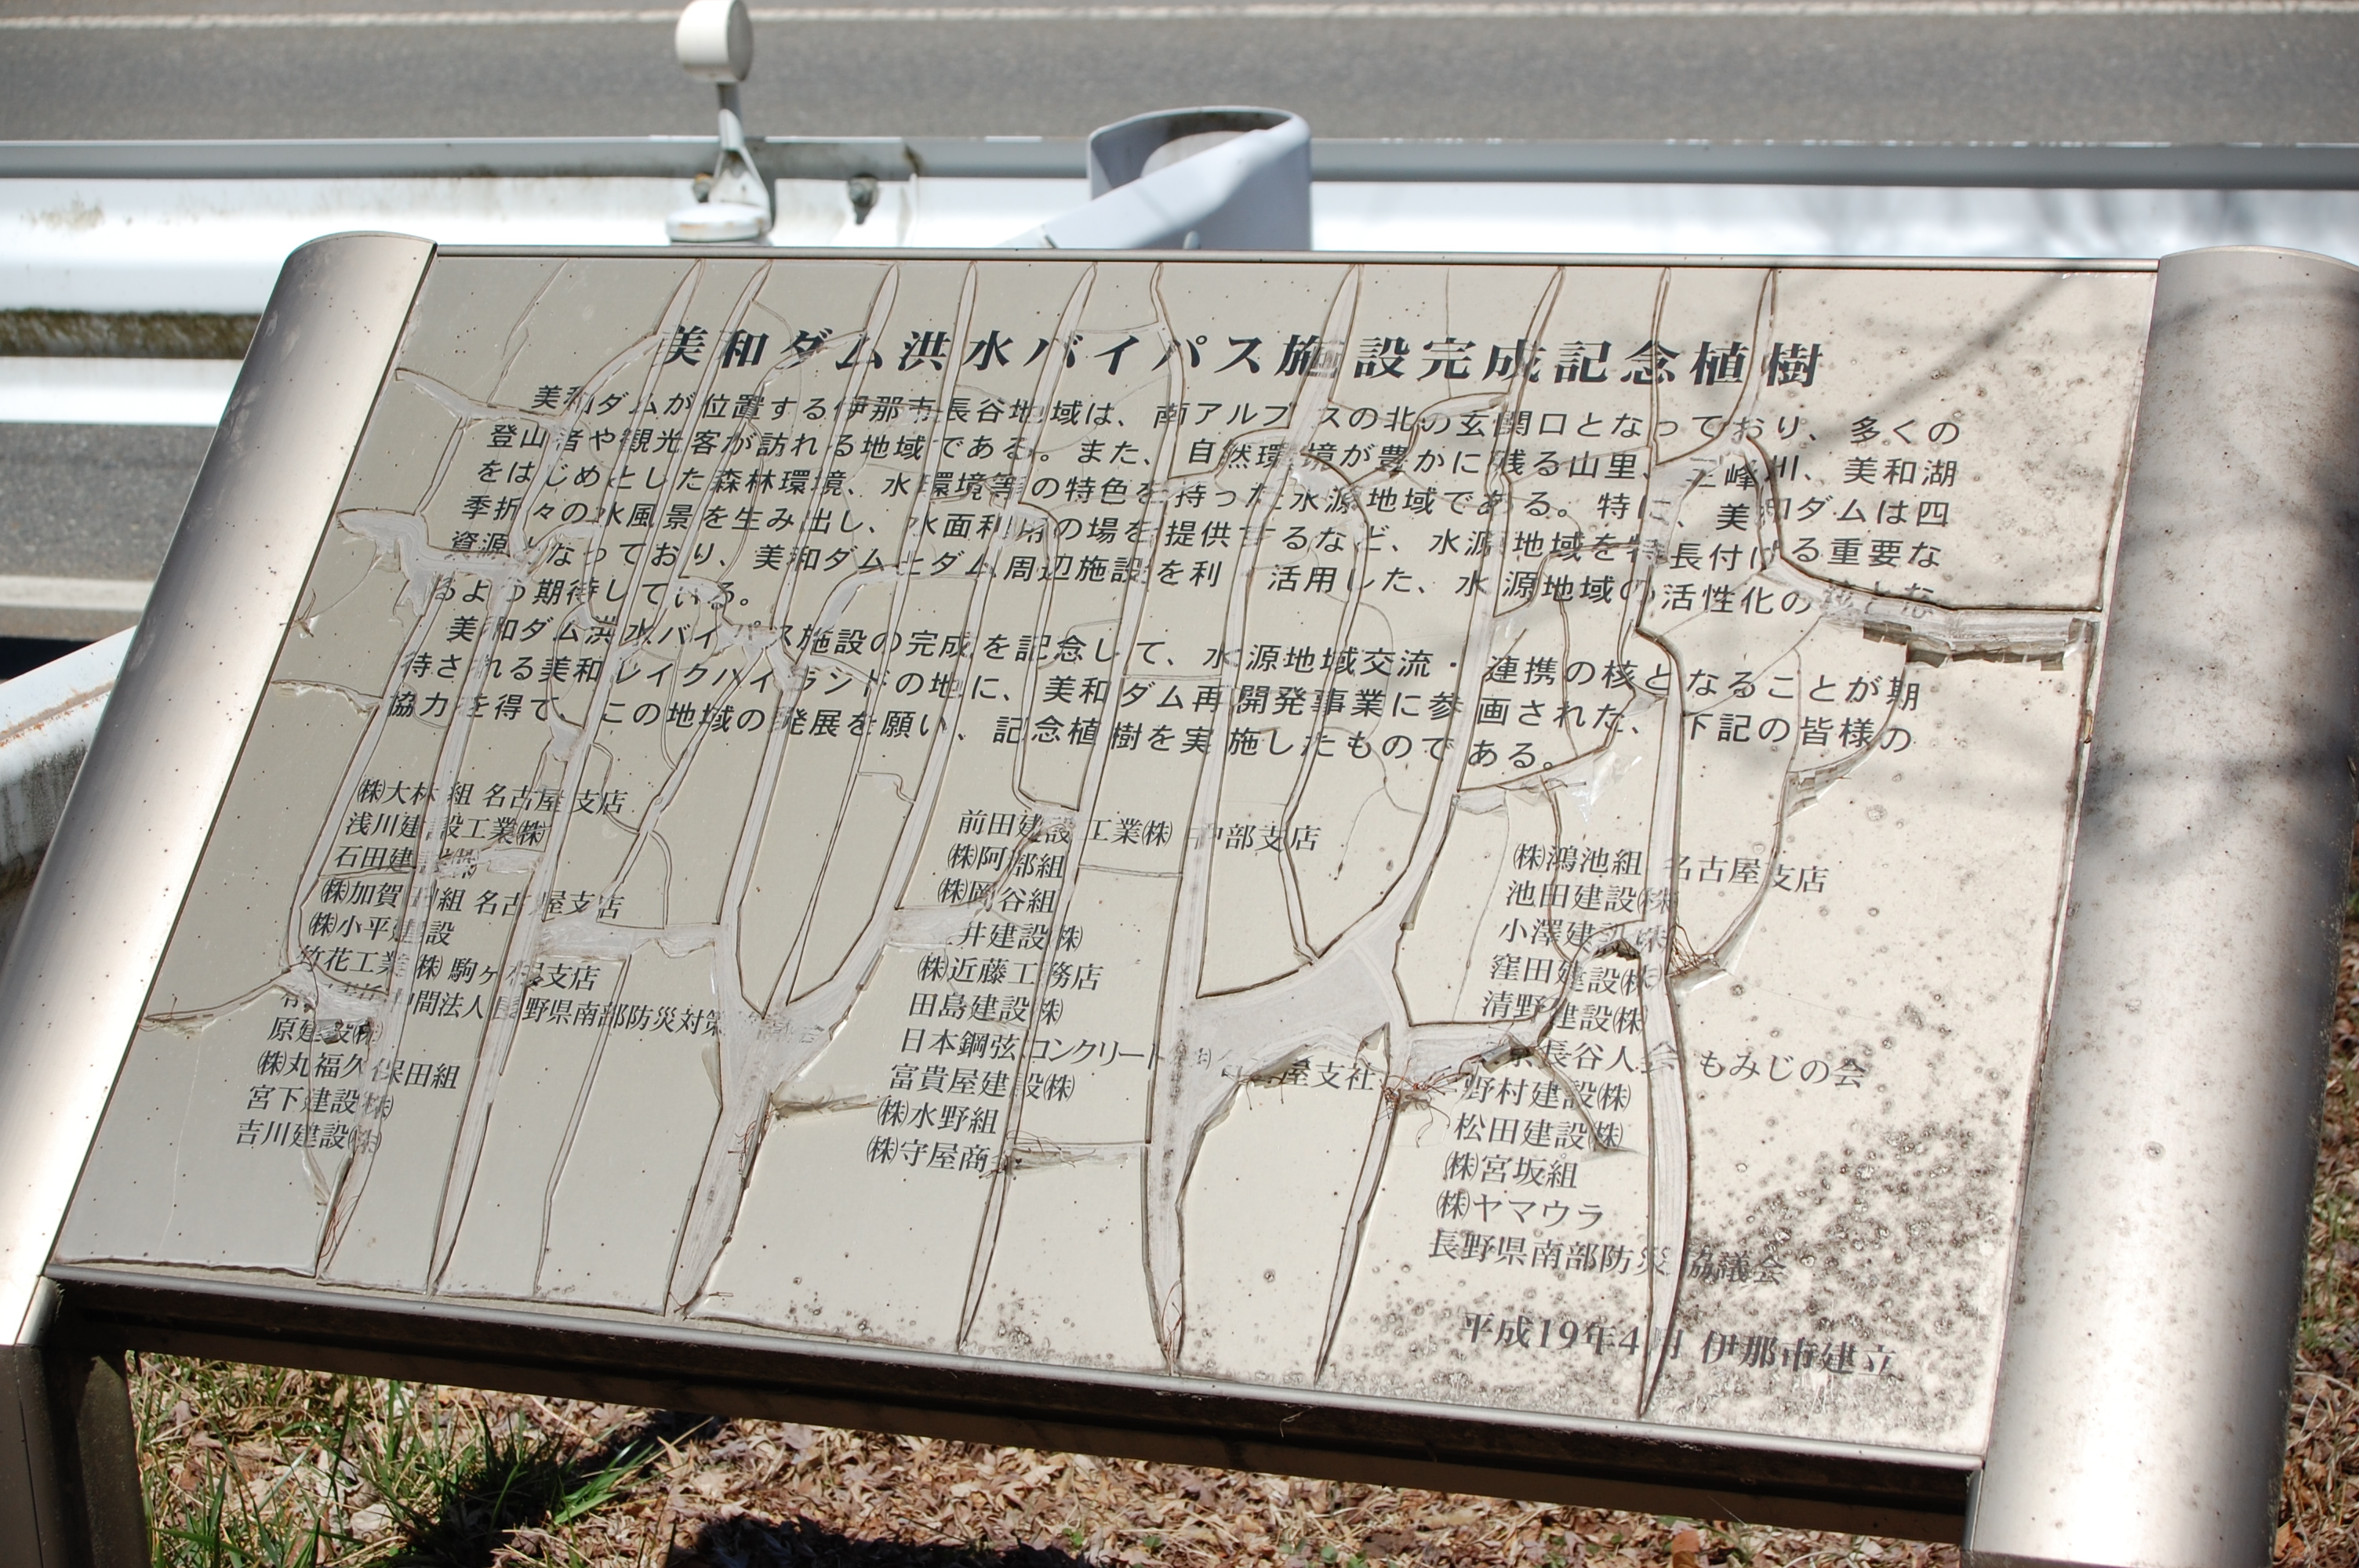 美和ダム洪水バイパス施設完成記念植樹
美和ダムが位置する伊那市長谷地域は、南アルプスの北の玄関口となっており、多くの
登山者や観光客が訪れる地域である。また、自然環境が豊かに残る山里、三峰川、美和湖
をはじめとした森林環境、水環境等の特色を持った水源地域である。特に、美和ダムは四
季折々の水風景を生み出し、水面利用の場を提供するなど、水源地域を特長付ける重要な
資源となっており、美和ダムとダム周辺施設を利活用した、水源地域の活性化の核とな
るよう期待している。
美和ダム洪水バイパス施設の完成を記念して、水源地域交流・連携の核となることが期
待される美和レイクハイランドの地に、美和ダム再開発事業に参画された、下記の皆様の
協力を得て、この地域の発展を願い、記念植樹を実施したものである。
㈱大林組 名古屋支店
浅川建設工業㈱
石田建設㈱
㈱加賀田組 名古屋支店
㈱小平建設
竹花工業㈱ 駒ヶ根支店
中間法人長野県南部防災対策
原建設㈱
㈱丸福久保田組
宮下建設㈱
吉川建設㈱
前田建設工業㈱ 中部支店
㈱阿部組
㈱岡谷組
井建設㈱
㈱近藤工務店
田島建設㈱
日本鋼弦コンクリート㈱ 名古屋支社
富貴屋建設㈱
㈱水野組
㈱守屋商会
㈱鴻池組 名古屋支店
池田建設㈱
小澤建設㈱
窪田建設㈱
清野建設㈱
東京長谷人会 もみじの会
野村建設㈱
松田建設㈱
㈱宮坂組
㈱ヤマウラ
長野県南部防災協議会
平成19年4月 伊那市建立